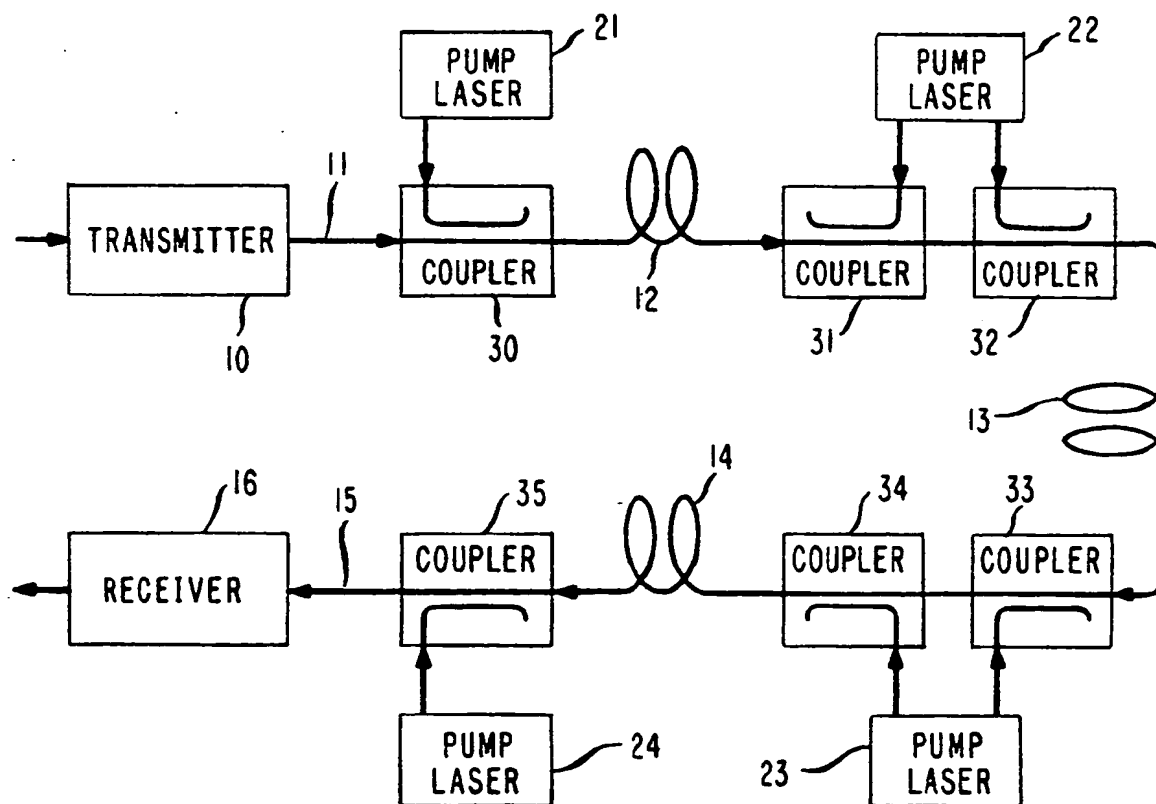 PUMP
LASER
21
PUMP
LASER
22
TRANSMITTER
10
11
COUPLER
30
12
COUPLER
31
COUPLER
32
13
RECEIVER
16
15
COUPLER
35
14
COUPLER
34
COUPLER
33
PUMP
LASER
24
PUMP
LASER
23